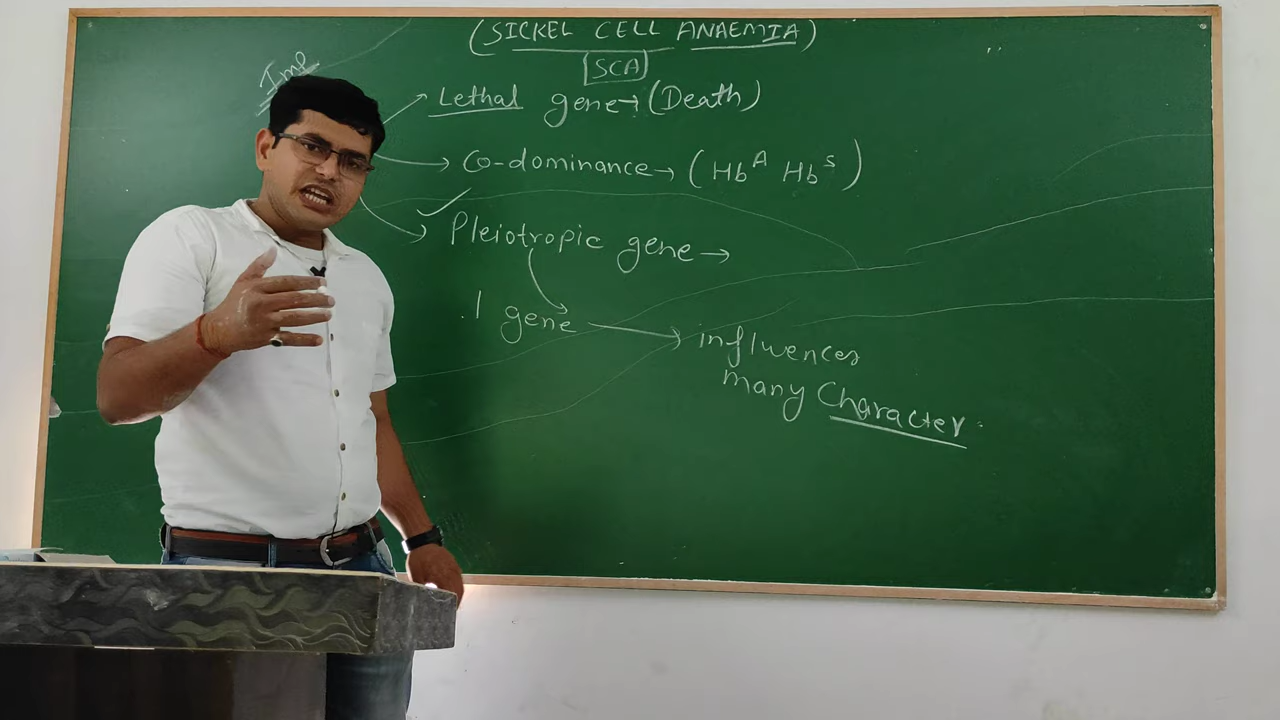 (SICKEL CELL ANAEMIA)
SCA
Imp
Lethal gene → (Death)
Co-dominance → (Hb^A Hb^S)
Pleiotropic gene →
1 gene → influences
many Character